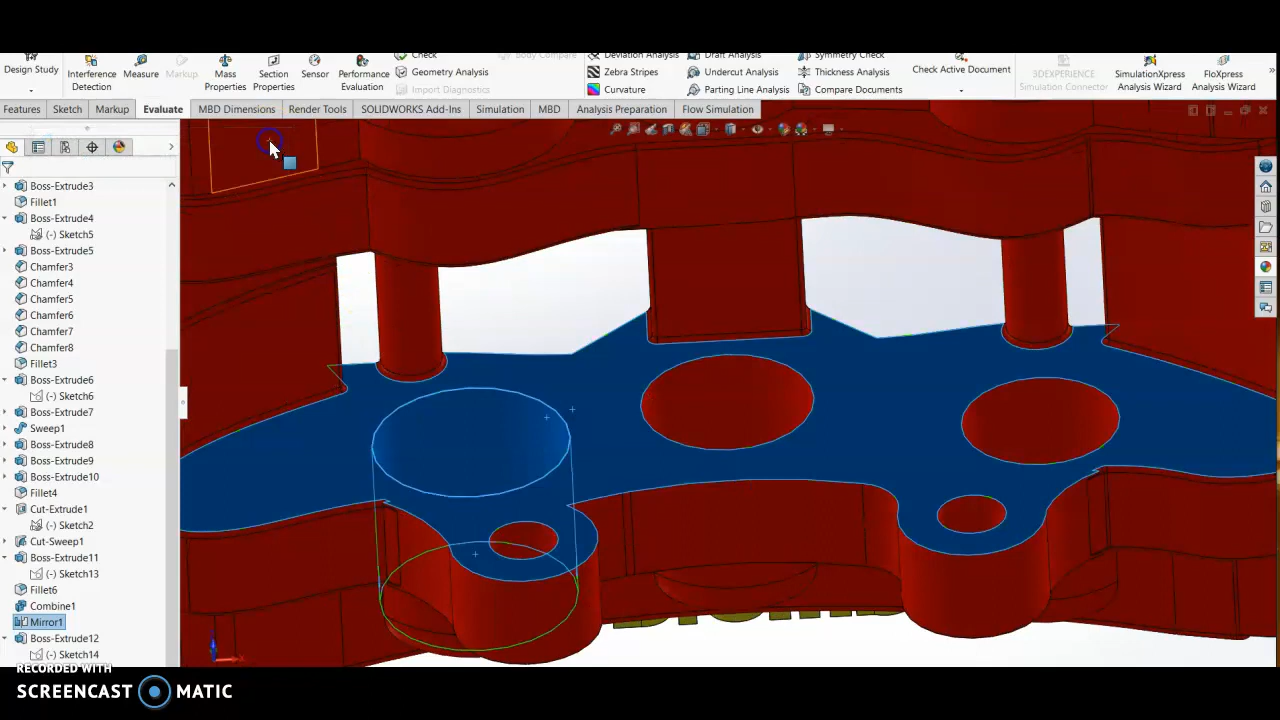 Check
Body Compare
Deviation Analysis
Draft Analysis
Symmetry Check
Design Study
Interference Detection
Measure
Markup
Mass Properties
Section Properties
Sensor
Performance Evaluation
Geometry Analysis
Import Diagnostics
Zebra Stripes
Curvature
Undercut Analysis
Parting Line Analysis
Thickness Analysis
Compare Documents
Check Active Document
3DEXPERIENCE Simulation Connector
SimulationXpress Analysis Wizard
FloXpress Analysis Wizard
Features
Sketch
Markup
Evaluate
MBD Dimensions
Render Tools
SOLIDWORKS Add-Ins
Simulation
MBD
Analysis Preparation
Flow Simulation
Boss-Extrude3
Fillet1
Boss-Extrude4
(-) Sketch5
Boss-Extrude5
Chamfer3
Chamfer4
Chamfer5
Chamfer6
Chamfer7
Chamfer8
Fillet3
Boss-Extrude6
(-) Sketch6
Boss-Extrude7
Sweep1
Boss-Extrude8
Boss-Extrude9
Boss-Extrude10
Fillet4
Cut-Extrude1
(-) Sketch2
Cut-Sweep1
Boss-Extrude11
(-) Sketch13
Fillet6
Combine1
Mirror1
Boss-Extrude12
(-) Sketch14
RECORDED WITH
SCREENCAST MATIC